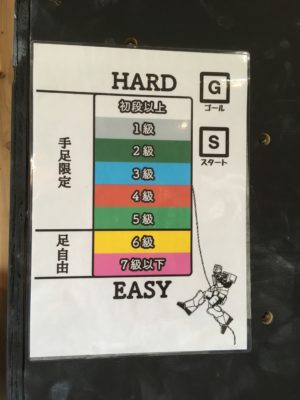 HARD
G
ゴール
S
スタート
初段以上
1級
2級
3級
4級
5級
6級
7級以下
手足限定
足自由
EASY